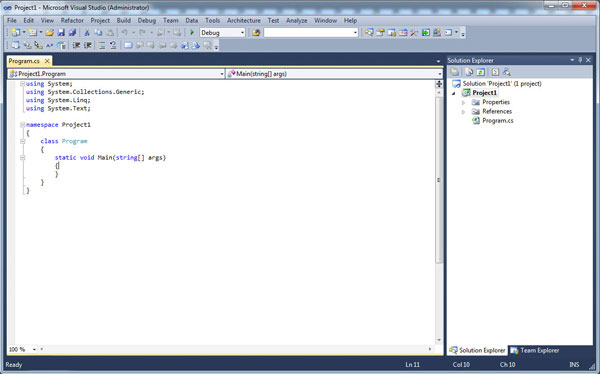 Project1 - Microsoft Visual Studio (Administrator)
File Edit View Refactor Project Build Debug Team Data Tools Architecture Test Analyze Window Help
Debug
Program.cs
Project1.Program
Main(string[] args)
using System;
using System.Collections.Generic;
using System.Linq;
using System.Text;
namespace Project1
{
class Program
{
static void Main(string[] args)
{
}
}
}
100 %
Solution Explorer
Solution 'Project1' (1 project)
Project1
Properties
References
Program.cs
Solution Explorer
Team Explorer
Ready
Ln 11
Col 10
Ch 10
INS